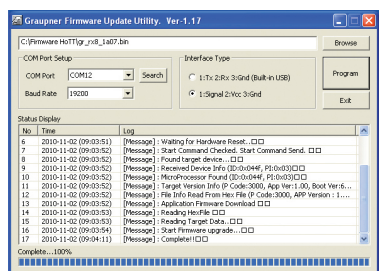 Graupner Firmware Update Utility. Ver-1.17
C:\Firmware HoTT\gr_rx8_1a07.bin
Browse
COM Port Setup
Interface Type
COM Port
COM12
Search
1:Tx 2:Rx 3:Gnd (Built-in USB)
Program
Baud Rate
19200
1:Signal 2:Vcc 3:Gnd
Exit
Status Display
No Time Log
6 2010-11-02 (09:03:51) [Message] : Waiting for Hardware Reset..□□
7 2010-11-02 (09:03:52) [Message] : Start Command Checked. Start Command Send. □□
8 2010-11-02 (09:03:52) [Message] : Found target device...□□
9 2010-11-02 (09:03:52) [Message] : Received Device Info (ID:0x044F, PI:0x03)□□
10 2010-11-02 (09:03:52) [Message] : MicroProcessor Found (ID:0x044F, PI:0x03)□□
11 2010-11-02 (09:03:52) [Message] : Target Version Info (P Code:3000, App Ver:1.00, Boot Ver:6...
12 2010-11-02 (09:03:52) [Message] : File Info Read From Hex File (P Code:3000, APP Version : 1....
13 2010-11-02 (09:03:52) [Message] : Application Firmware Download □□
14 2010-11-02 (09:03:53) [Message] : Reading HexFile □□
15 2010-11-02 (09:03:53) [Message] : Reading Target Data..□□
16 2010-11-02 (09:03:54) [Message] : Start Firmware upgrade...□□
17 2010-11-02 (09:04:11) [Message] : Complete!!□□
Complete...100%